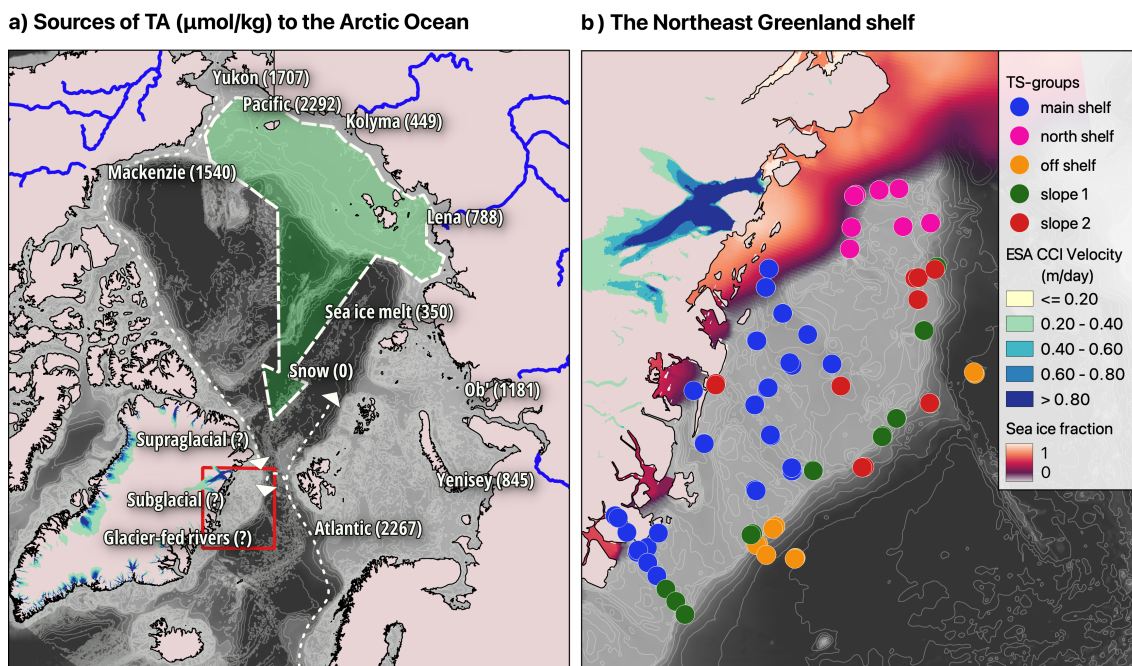 a) Sources of TA (μmol/kg) to the Arctic Ocean
Yukon (1707)
Pacific (2292)
Kolyma (449)
Mackenzie (1540)
Lena (788)
Sea ice melt (350)
Snow (0)
Ob' (1181)
Supraglacial (?)
Yenisey (845)
Subglacial (?)
Atlantic (2267)
Glacier-fed rivers (?)
b) The Northeast Greenland shelf
TS-groups
main shelf
north shelf
off shelf
slope 1
slope 2
ESA CCI Velocity
(m/day)
<= 0.20
0.20 - 0.40
0.40 - 0.60
0.60 - 0.80
> 0.80
Sea ice fraction
1
0